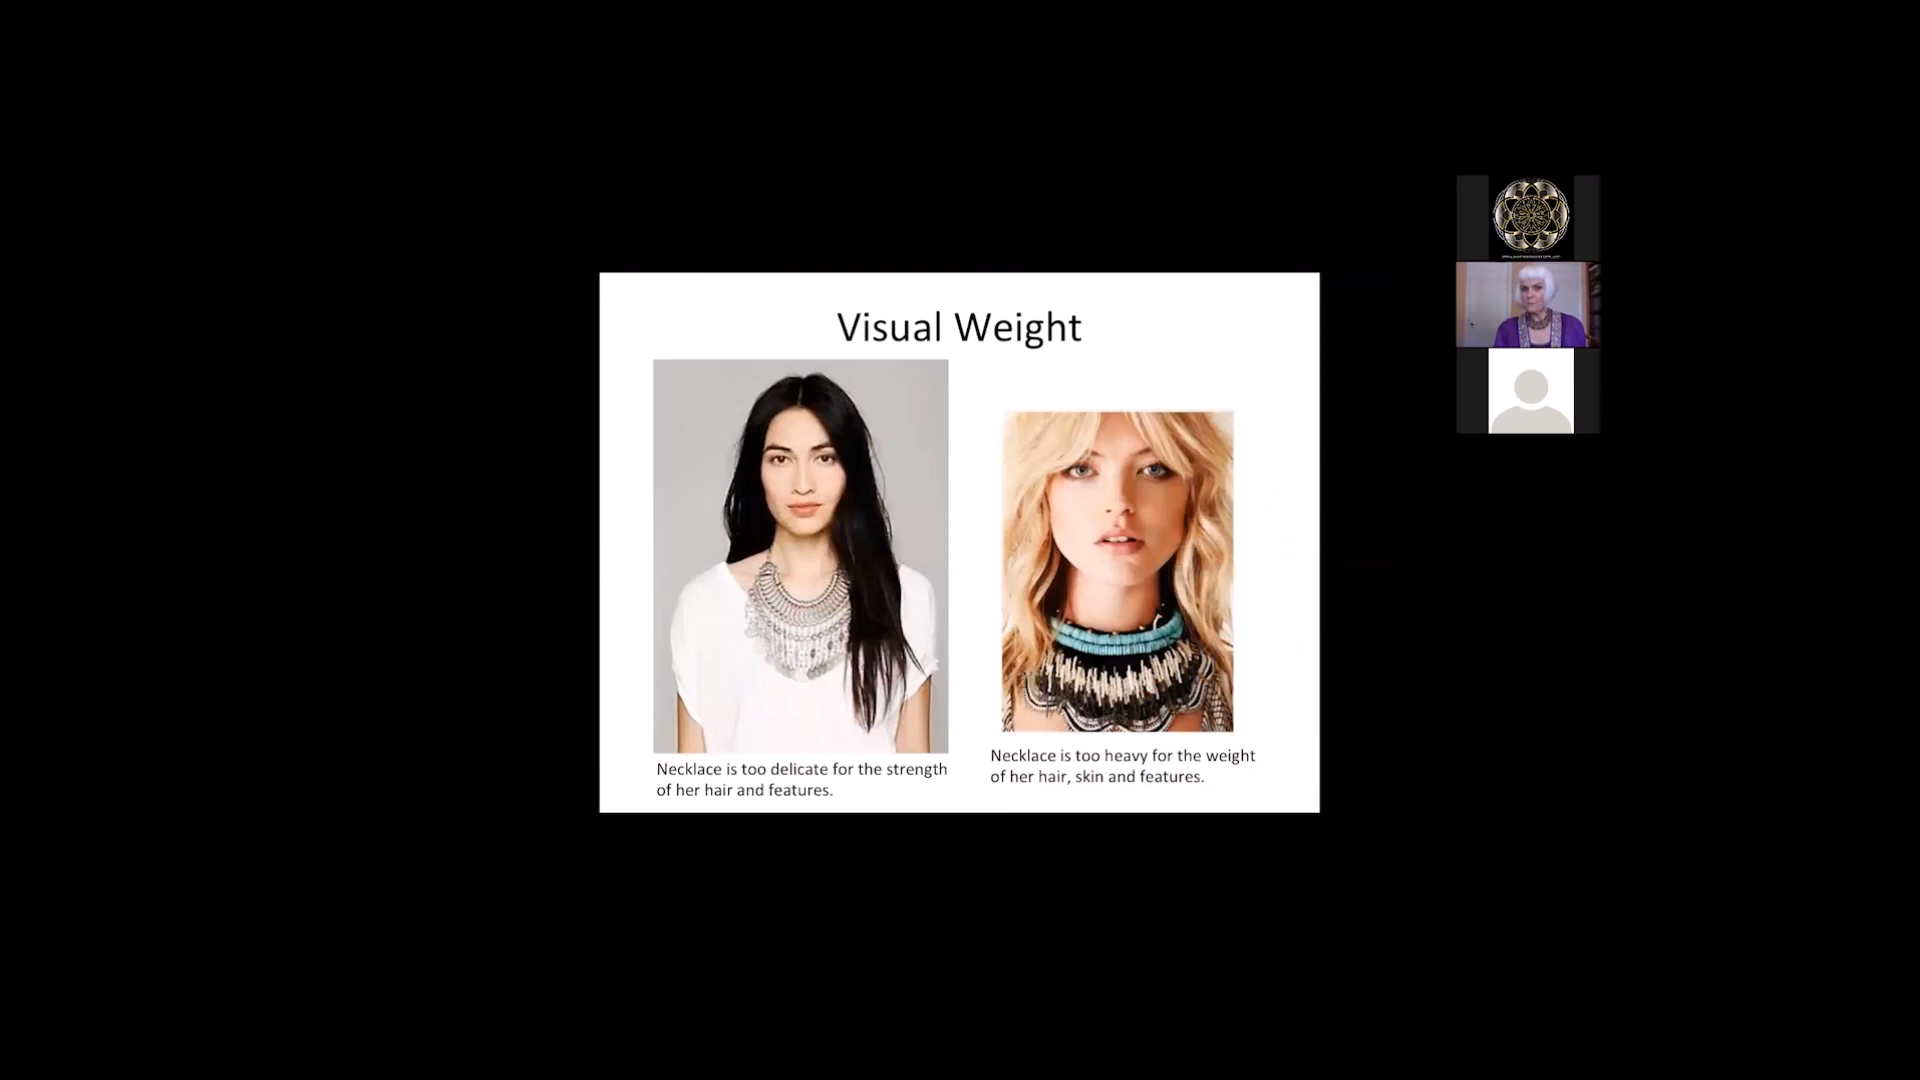 Visual Weight
Necklace is too delicate for the strength
of her hair and features.
Necklace is too heavy for the weight
of her hair, skin and features.